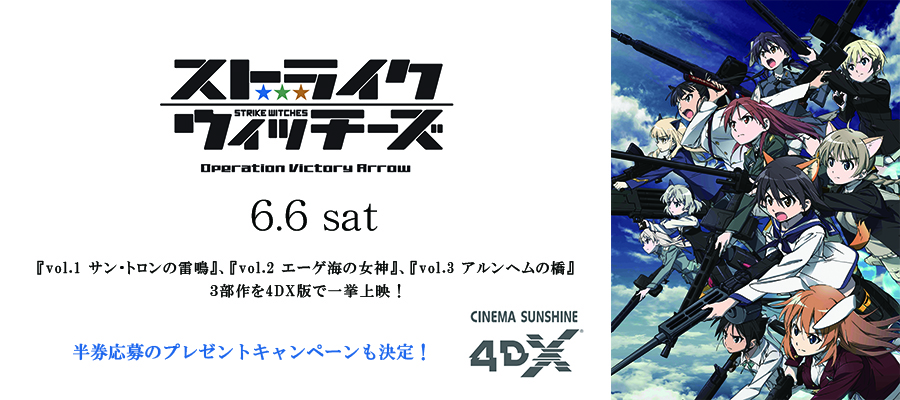 ストライク
STRIKE WITCHES
ウィッチーズ
Operation Victory Arrow
6.6 sat
『vol.1 サン・トロンの雷鳴』、『vol.2 エーゲ海の女神』、『vol.3 アルンヘムの橋』
3部作を4DX版で一挙上映！
半券応募のプレゼントキャンペーンも決定！
CINEMA SUNSHINE
4DX®